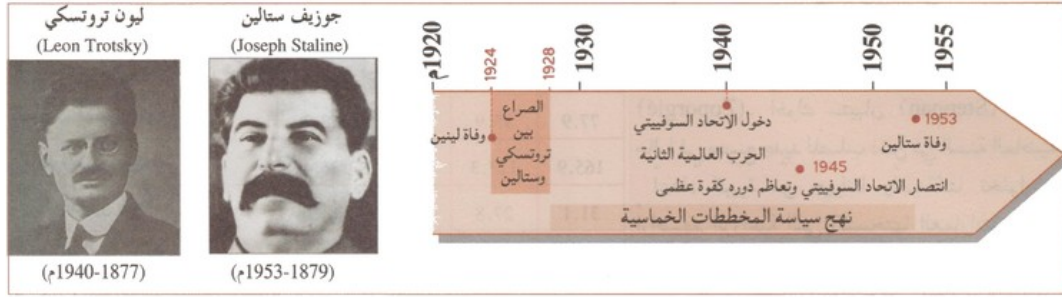 ليون تروتسكي
(Leon Trotsky)
(1877-1940م)
جوزيف ستالين
(Joseph Staline)
(1879-1953م)
1920م
1924
1928
1930
1940
1950
1955
وفاة لينين
الصراع
بين
تروتسكي
وستالين
دخول الاتحاد السوفييتي
الحرب العالمية الثانية
1945
انتصار الاتحاد السوفييتي وتعاظم دوره كقوة عظمى
1953
وفاة ستالين
نهج سياسة المخططات الخماسية